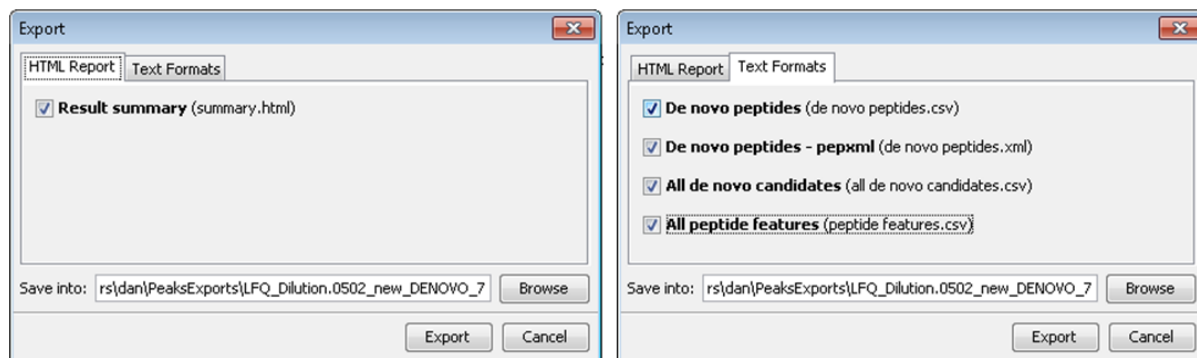 Export
HTML Report Text Formats
Result summary (summary.html)
Save into: rs\dan\PeaksExports\LFQ_Dilution.0502_new_DENOVO_7 Browse
Export Cancel
Export
HTML Report Text Formats
De novo peptides (de novo peptides.csv)
De novo peptides - pepxml (de novo peptides.xml)
All de novo candidates (all de novo candidates.csv)
All peptide features (peptide features.csv)
Save into: rs\dan\PeaksExports\LFQ_Dilution.0502_new_DENOVO_7 Browse
Export Cancel